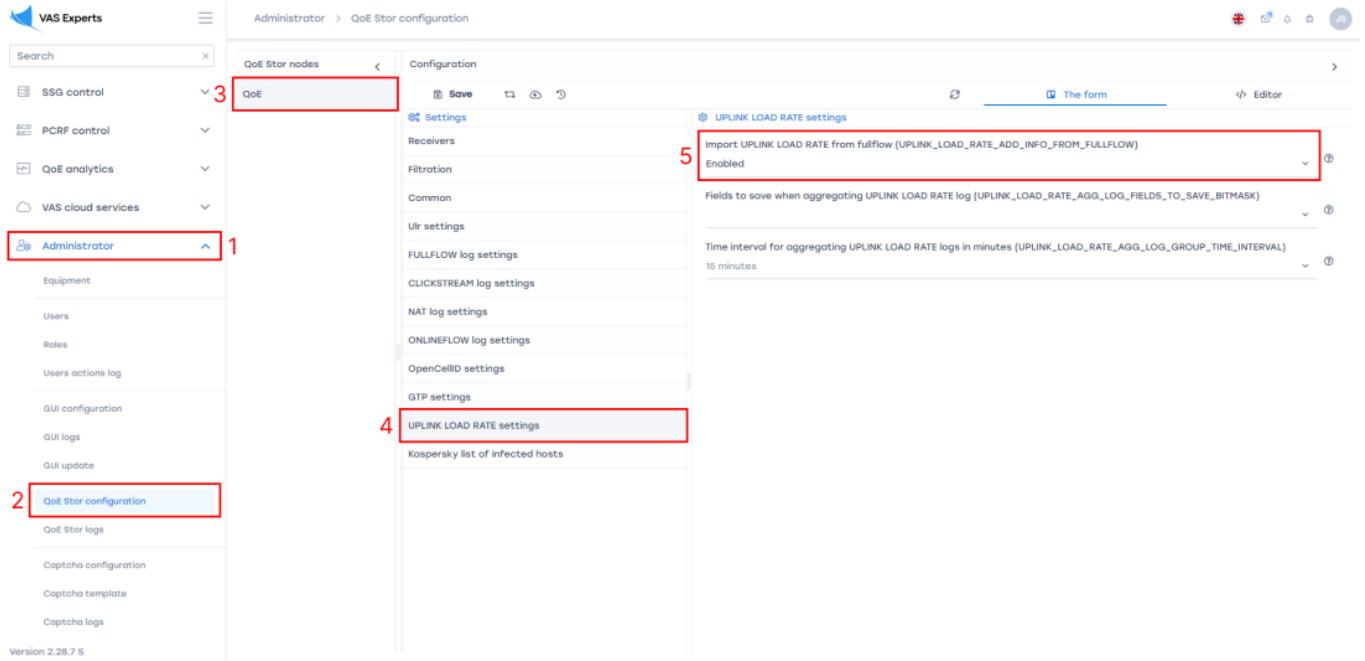 VAS Experts
Administrator > QoE Stor configuration
JS
Search
SSG control
PCRF control
QoE analytics
VAS cloud services
Administrator
1
Equipment
Users
Roles
Users actions log
GUI configuration
GUI logs
GUI update
2
QoE Stor configuration
QoE Stor logs
Captcha configuration
Captcha template
Captcha logs
Version 2.28.7 S
QoE Stor nodes
3
QoE
Configuration
Save
The form
</> Editor
Settings
Receivers
Filtration
Common
Ulr settings
FULLFLOW log settings
CLICKSTREAM log settings
NAT log settings
ONLINEFLOW log settings
OpenCellID settings
GTP settings
4
UPLINK LOAD RATE settings
Kaspersky list of infected hosts
UPLINK LOAD RATE settings
5
Import UPLINK LOAD RATE from fullflow (UPLINK_LOAD_RATE_ADD_INFO_FROM_FULLFLOW)
Enabled
Fields to save when aggregating UPLINK LOAD RATE log (UPLINK_LOAD_RATE_AGG_LOG_FIELDS_TO_SAVE_BITMASK)
Time interval for aggregating UPLINK LOAD RATE logs in minutes (UPLINK_LOAD_RATE_AGG_LOG_GROUP_TIME_INTERVAL)
15 minutes